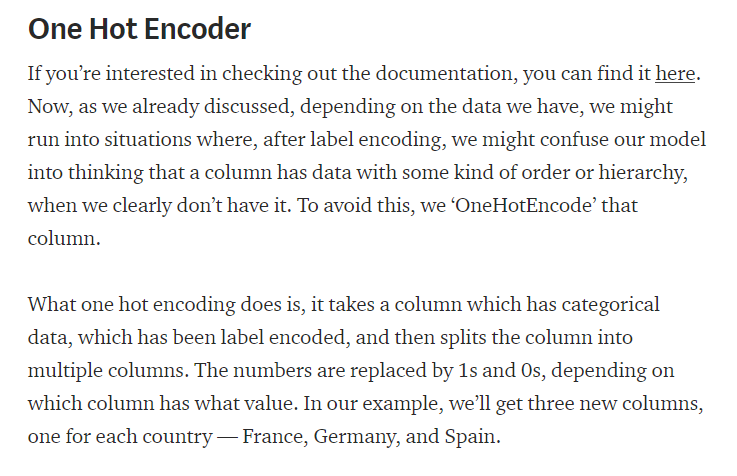 One Hot Encoder
If you’re interested in checking out the documentation, you can find it here.
Now, as we already discussed, depending on the data we have, we might
run into situations where, after label encoding, we might confuse our model
into thinking that a column has data with some kind of order or hierarchy,
when we clearly don’t have it. To avoid this, we ‘OneHotEncode’ that
column.
What one hot encoding does is, it takes a column which has categorical
data, which has been label encoded, and then splits the column into
multiple columns. The numbers are replaced by 1s and 0s, depending on
which column has what value. In our example, we’ll get three new columns,
one for each country — France, Germany, and Spain.